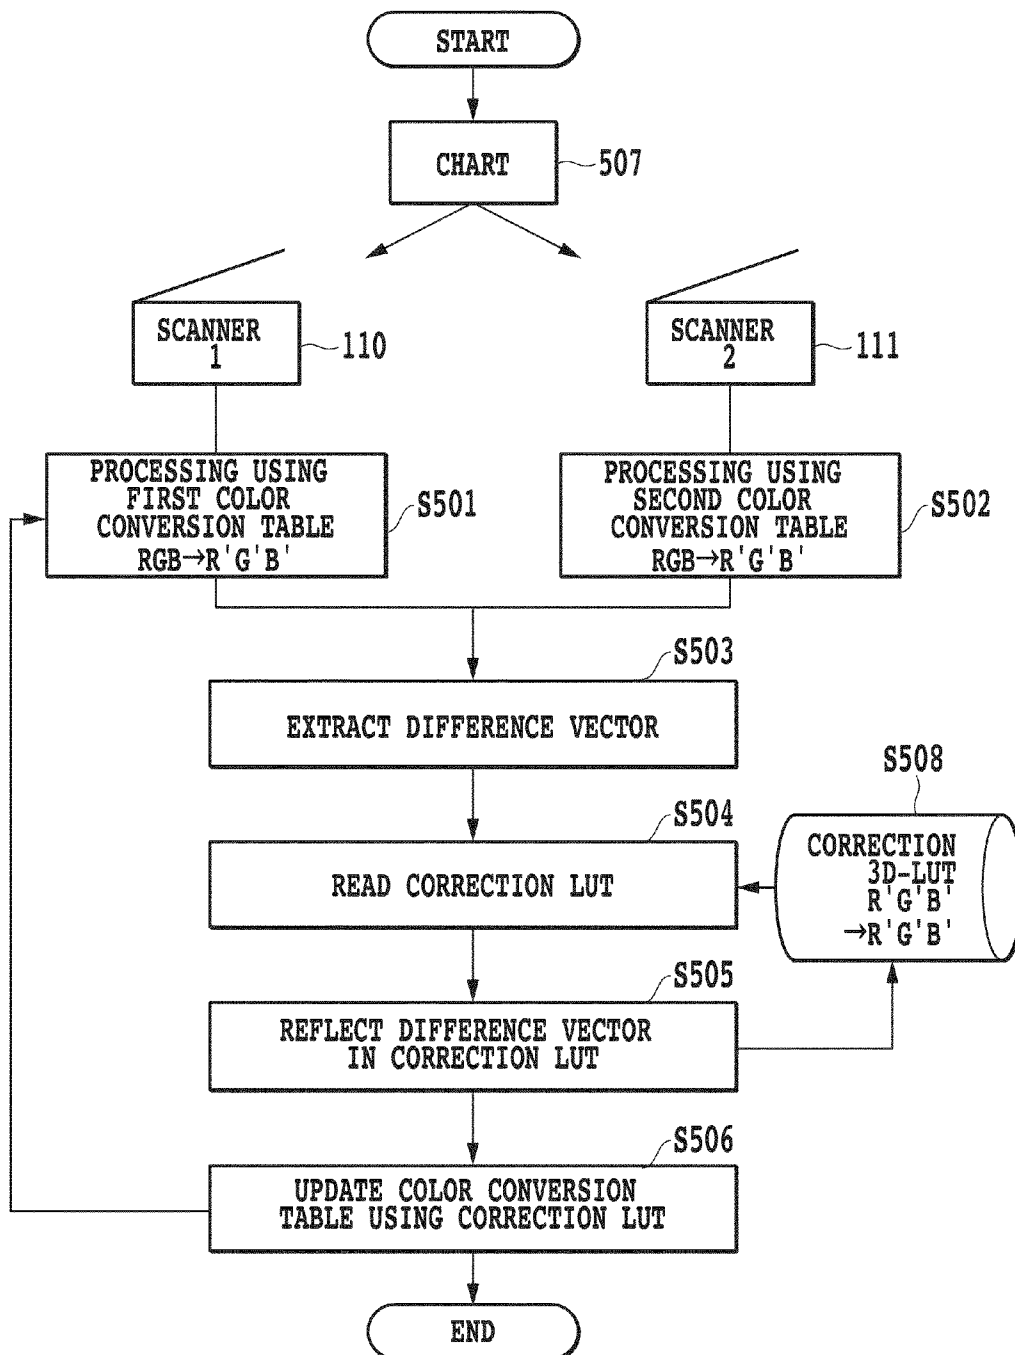 START
CHART
507
SCANNER
1
110
SCANNER
2
111
PROCESSING USING
FIRST COLOR
CONVERSION TABLE
RGB→R'G'B'
S501
PROCESSING USING
SECOND COLOR
CONVERSION TABLE
RGB→R'G'B'
S502
S503
EXTRACT DIFFERENCE VECTOR
S504
READ CORRECTION LUT
S508
CORRECTION
3D-LUT
R'G'B'
→R'G'B'
S505
REFLECT DIFFERENCE VECTOR
IN CORRECTION LUT
S506
UPDATE COLOR CONVERSION
TABLE USING CORRECTION LUT
END